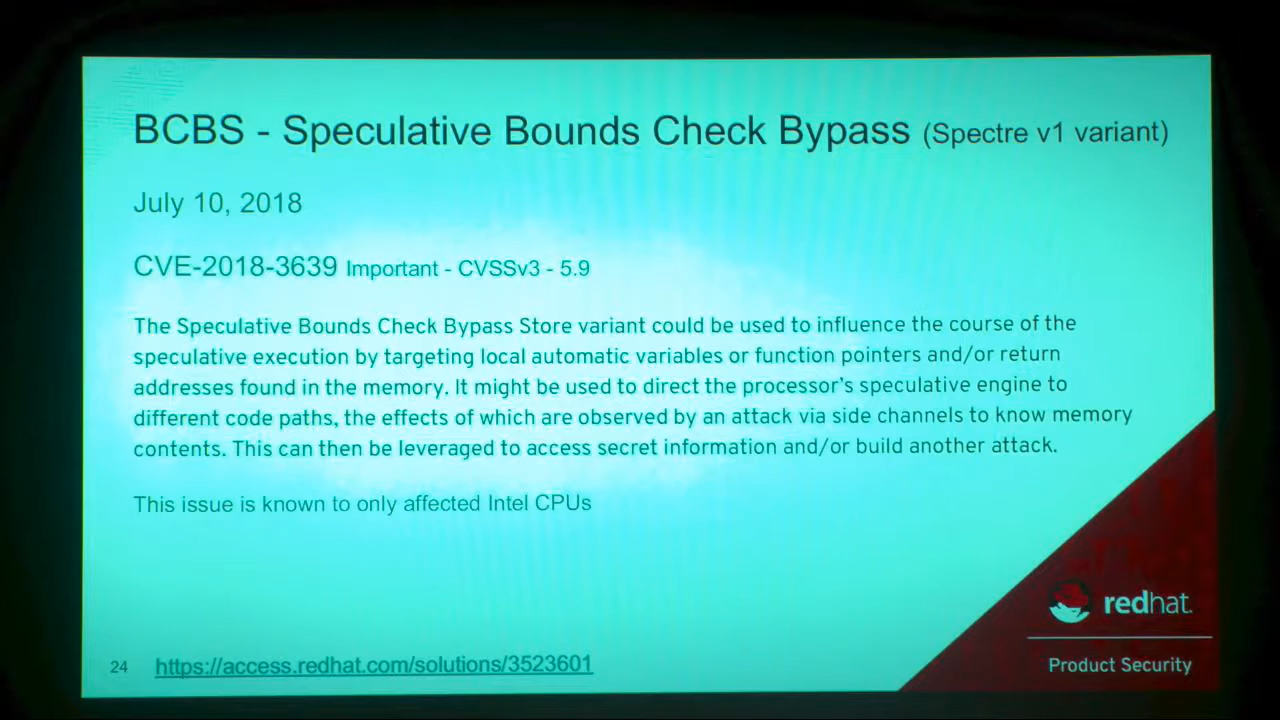 BCBS - Speculative Bounds Check Bypass (Spectre v1 variant)
July 10, 2018
CVE-2018-3639 Important - CVSSv3 - 5.9
The Speculative Bounds Check Bypass Store variant could be used to influence the course of the
speculative execution by targeting local automatic variables or function pointers and/or return
addresses found in the memory. It might be used to direct the processor's speculative engine to
different code paths, the effects of which are observed by an attack via side channels to know memory
contents. This can then be leveraged to access secret information and/or build another attack.
This issue is known to only affected Intel CPUs
redhat.
Product Security
24 https://access.redhat.com/solutions/3523601